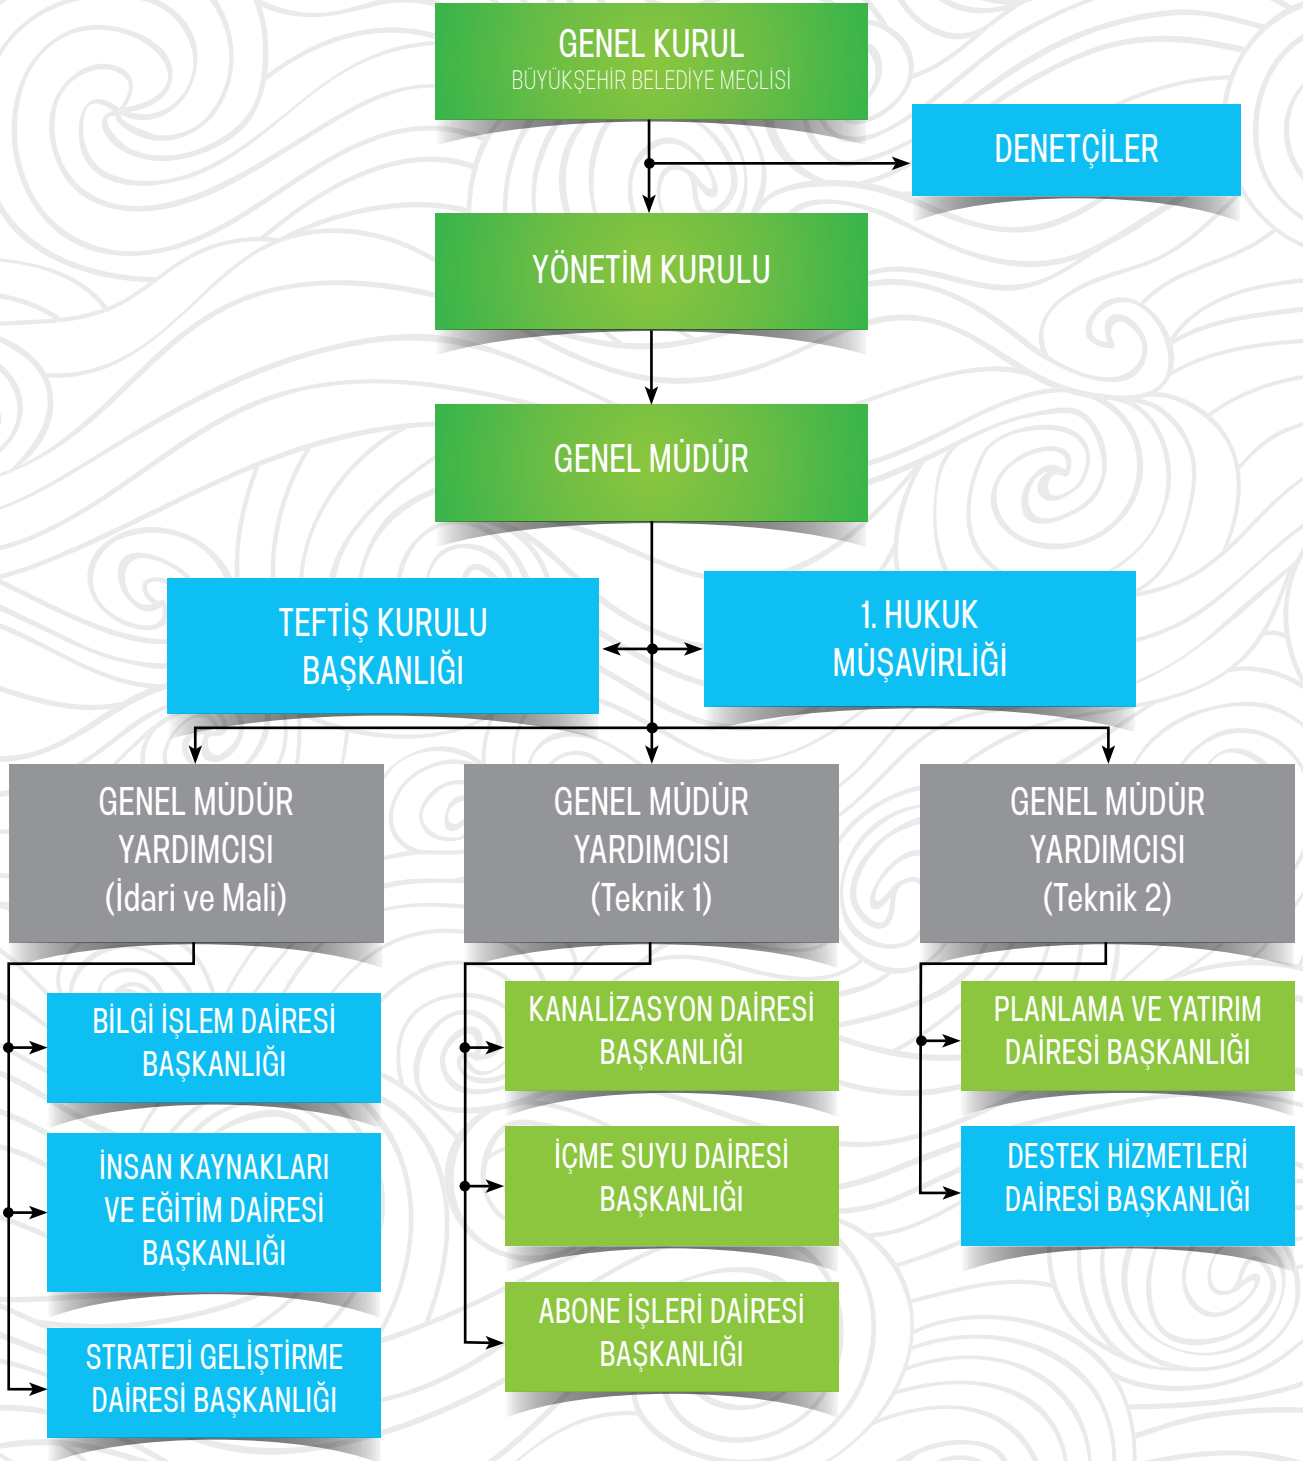 GENEL KURUL
BÜYÜKŞEHİR BELEDİYE MECLİSİ
DENETÇİLER
YÖNETİM KURULU
GENEL MÜDÜR
TEFTİŞ KURULU
BAŞKANLIĞI
1. HUKUK
MÜŞAVİRLİĞİ
GENEL MÜDÜR
YARDIMCISI
(İdari ve Mali)
GENEL MÜDÜR
YARDIMCISI
(Teknik 1)
GENEL MÜDÜR
YARDIMCISI
(Teknik 2)
BİLGİ İŞLEM DAİRESİ
BAŞKANLIĞI
İNSAN KAYNAKLARI
VE EĞİTİM DAİRESİ
BAŞKANLIĞI
STRATEJİ GELİŞTİRME
DAİRESİ BAŞKANLIĞI
KANALİZASYON DAİRESİ
BAŞKANLIĞI
İÇME SUYU DAİRESİ
BAŞKANLIĞI
ABONE İŞLERİ DAİRESİ
BAŞKANLIĞI
PLANLAMA VE YATIRIM
DAİRESİ BAŞKANLIĞI
DESTEK HİZMETLERİ
DAİRESİ BAŞKANLIĞI